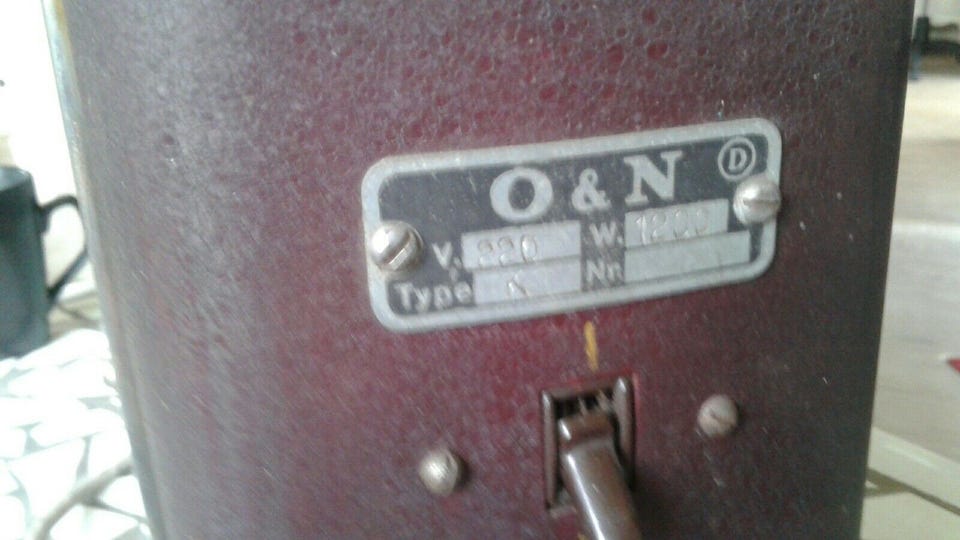 O & N D
V. 220 W. 1200
Type K Nr.